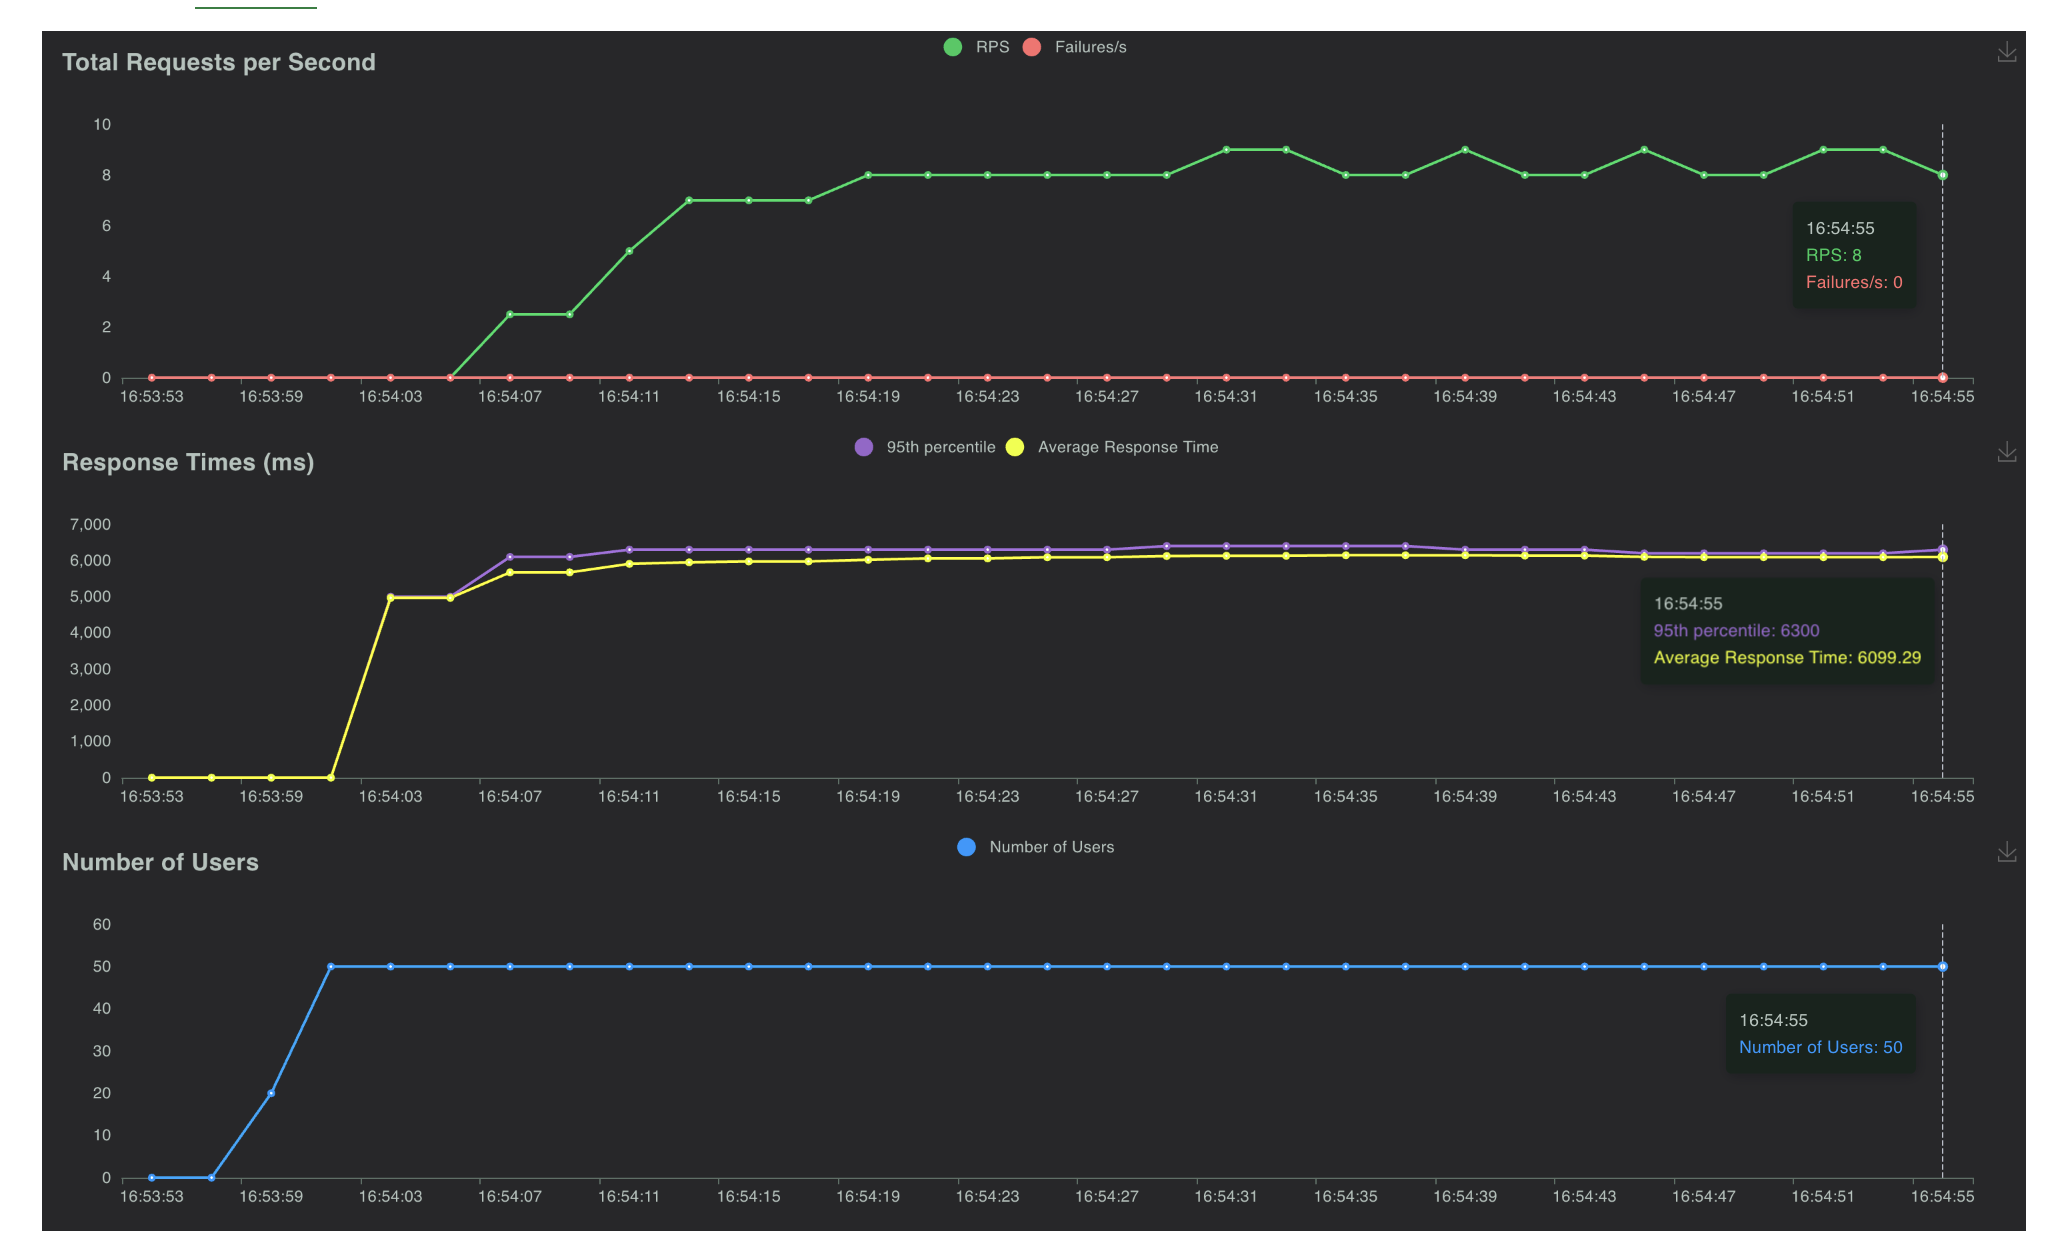 RPS Failures/s
Total Requests per Second
10
8
6
4
2
0
16:53:53 16:53:59 16:54:03 16:54:07 16:54:11 16:54:15 16:54:19 16:54:23 16:54:27 16:54:31 16:54:35 16:54:39 16:54:43 16:54:47 16:54:51 16:54:55
16:54:55
RPS: 8
Failures/s: 0
95th percentile Average Response Time
Response Times (ms)
7,000
6,000
5,000
4,000
3,000
2,000
1,000
0
16:53:53 16:53:59 16:54:03 16:54:07 16:54:11 16:54:15 16:54:19 16:54:23 16:54:27 16:54:31 16:54:35 16:54:39 16:54:43 16:54:47 16:54:51 16:54:55
16:54:55
95th percentile: 6300
Average Response Time: 6099.29
Number of Users
Number of Users
60
50
40
30
20
10
0
16:53:53 16:53:59 16:54:03 16:54:07 16:54:11 16:54:15 16:54:19 16:54:23 16:54:27 16:54:31 16:54:35 16:54:39 16:54:43 16:54:47 16:54:51 16:54:55
16:54:55
Number of Users: 50